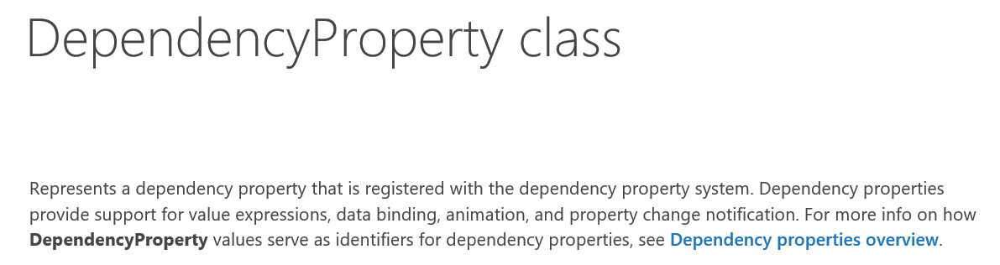 DependencyProperty class
Represents a dependency property that is registered with the dependency property system. Dependency properties
provide support for value expressions, data binding, animation, and property change notification. For more info on how
DependencyProperty values serve as identifiers for dependency properties, see Dependency properties overview.